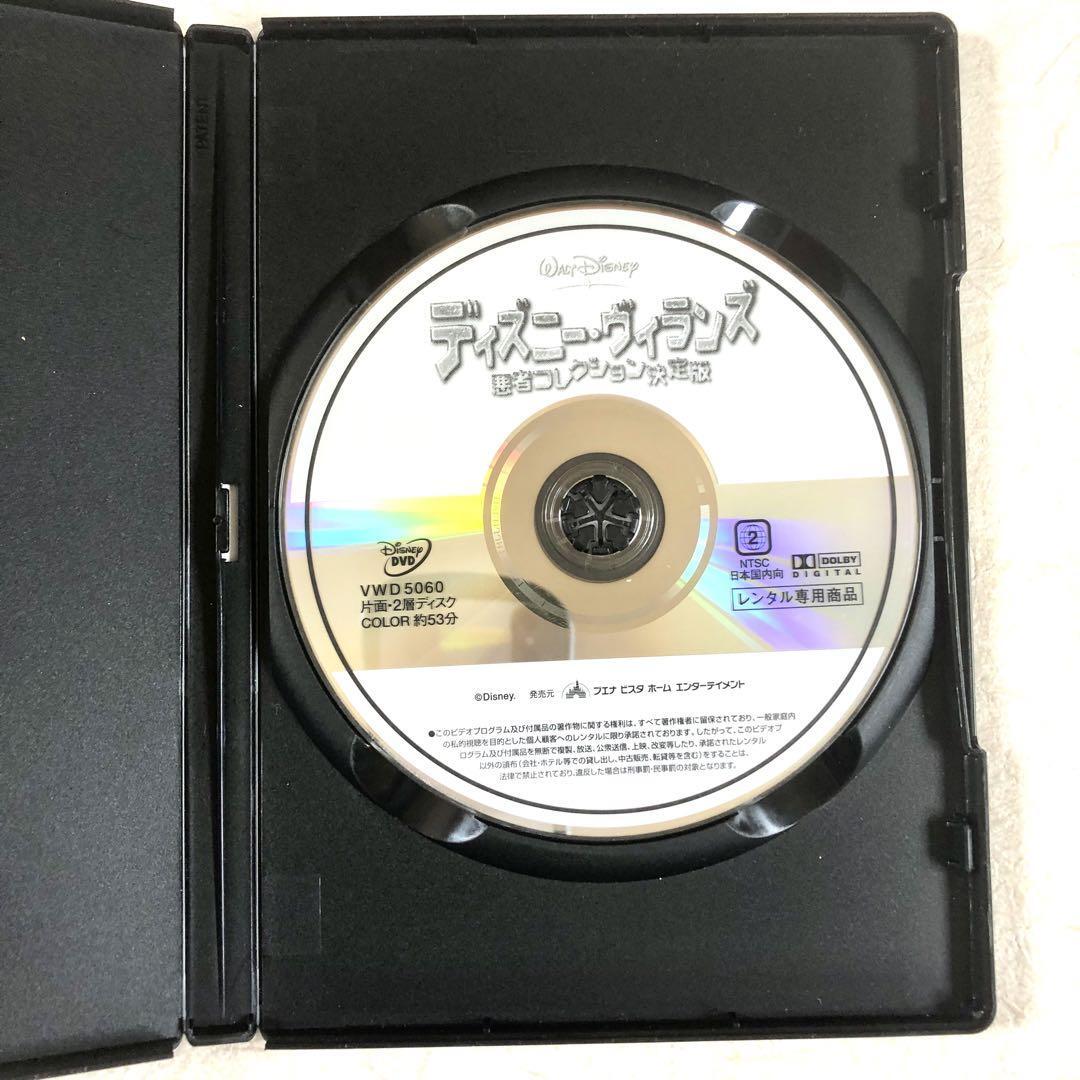 PATENT
WALT DISNEY
ディズニー・ヴィランズ
悪者コレクション決定版
DISNEY
DVD
VWD5060
片面・2層ディスク
COLOR 約53分
2
NTSC
日本国内向
DOLBY
DIGITAL
レンタル専用商品
©Disney. 発売元 ブエナ ビスタ ホーム エンターテイメント
●このビデオプログラム及び付属品の著作物に関する権利は、すべて著作権者に留保されており、一般家庭内
の私的視聴を目的とした個人顧客へのレンタルに限り承諾されております。したがって、このビデオプ
ログラム及び付属品を無断で複製、放送、公衆送信、上映、改変等したり、承諾されたレンタル
以外の頒布(会社・ホテル等での貸し出し、中古販売、転貸等を含む)をすることは、
法律で禁止されており、違反した場合は刑事罰・民事罰の対象となります。